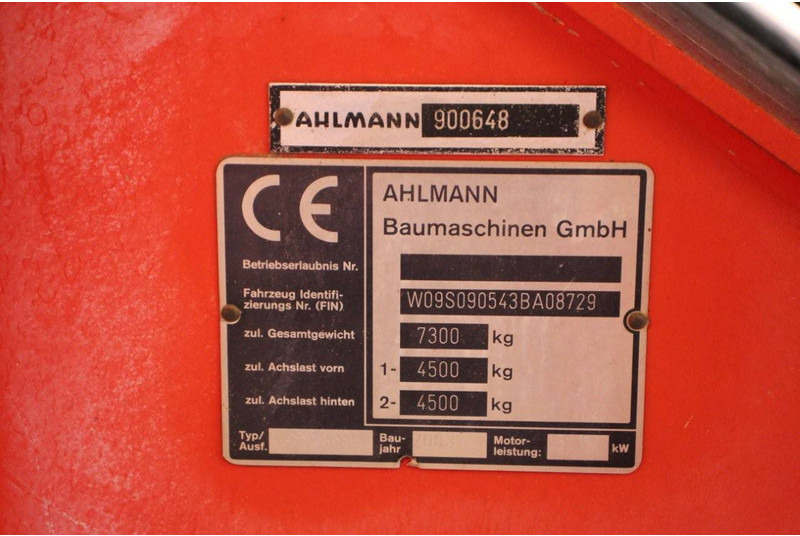 AHLMANN 900648
CE
AHLMANN
Baumaschinen GmbH
Betriebserlaubnis Nr.
Fahrzeug Identifi-
zierungs Nr. (FIN) W09S090543BA08729
zul. Gesamtgewicht 7300 kg
zul. Achslast vorn 1- 4500 kg
zul. Achslast hinten 2- 4500 kg
Typ/ Bau- Motor-
Ausf. jahr leistung: kW